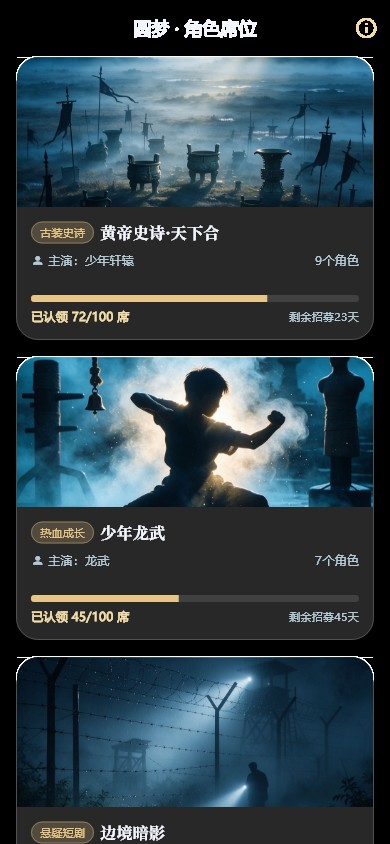 圆梦·角色席位
古装史诗 黄帝史诗·天下合
主演：少年轩辕 9个角色
已认领 72/100 席 剩余招募23天
热血成长 少年龙武
主演：龙武 7个角色
已认领 45/100 席 剩余招募45天
悬疑短剧 边境暗影